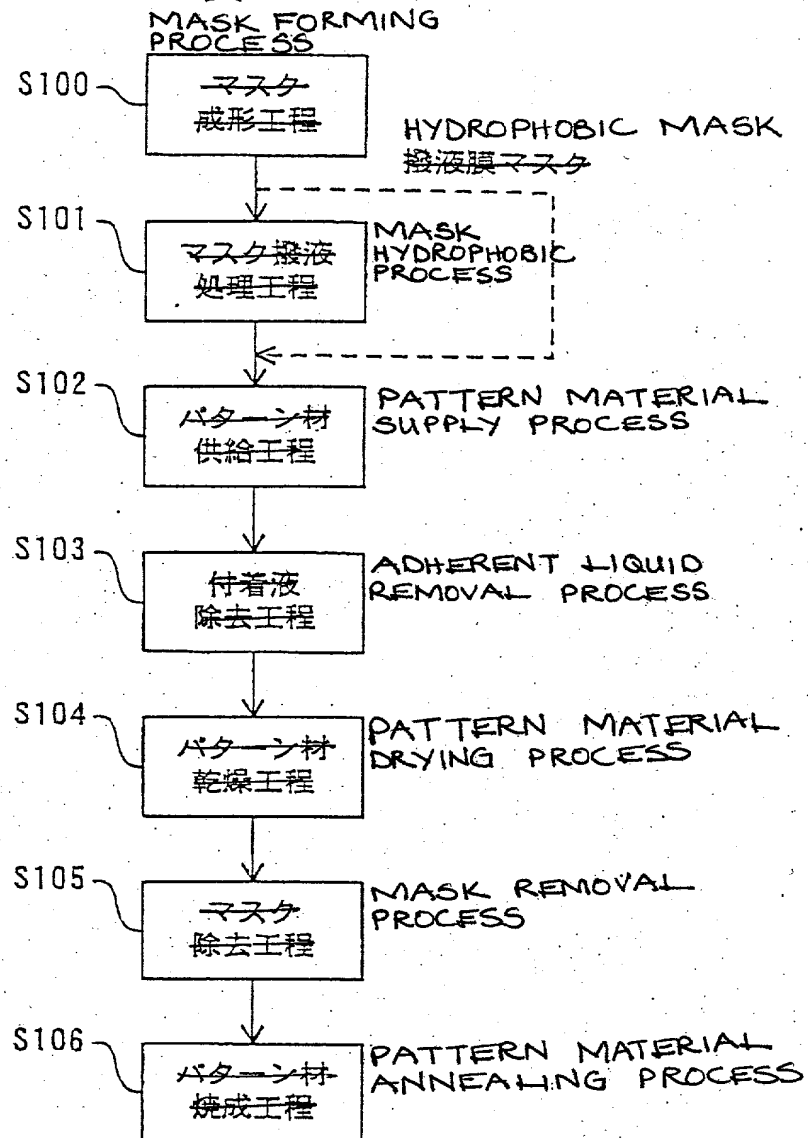 MASK FORMING
PROCESS
S100
マスク
成形工程
HYDROPHOBIC MASK
撥液膜マスク
S101
マスク撥液
処理工程
MASK
HYDROPHOBIC
PROCESS
S102
パターン材
供給工程
PATTERN MATERIAL
SUPPLY PROCESS
S103
付着液
除去工程
ADHERENT LIQUID
REMOVAL PROCESS
S104
パターン材
乾燥工程
PATTERN MATERIAL
DRYING PROCESS
S105
マスク
除去工程
MASK REMOVAL
PROCESS
S106
パターン材
焼成工程
PATTERN MATERIAL
ANNEALING PROCESS